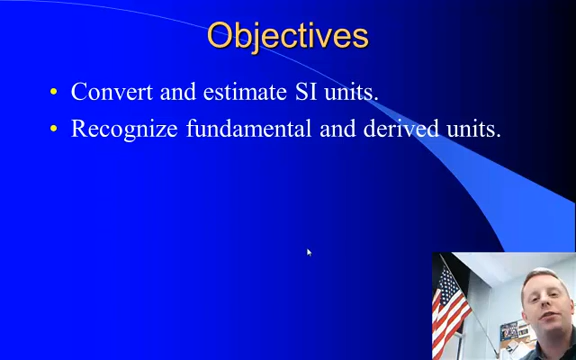 Objectives
• Convert and estimate SI units.
• Recognize fundamental and derived units.